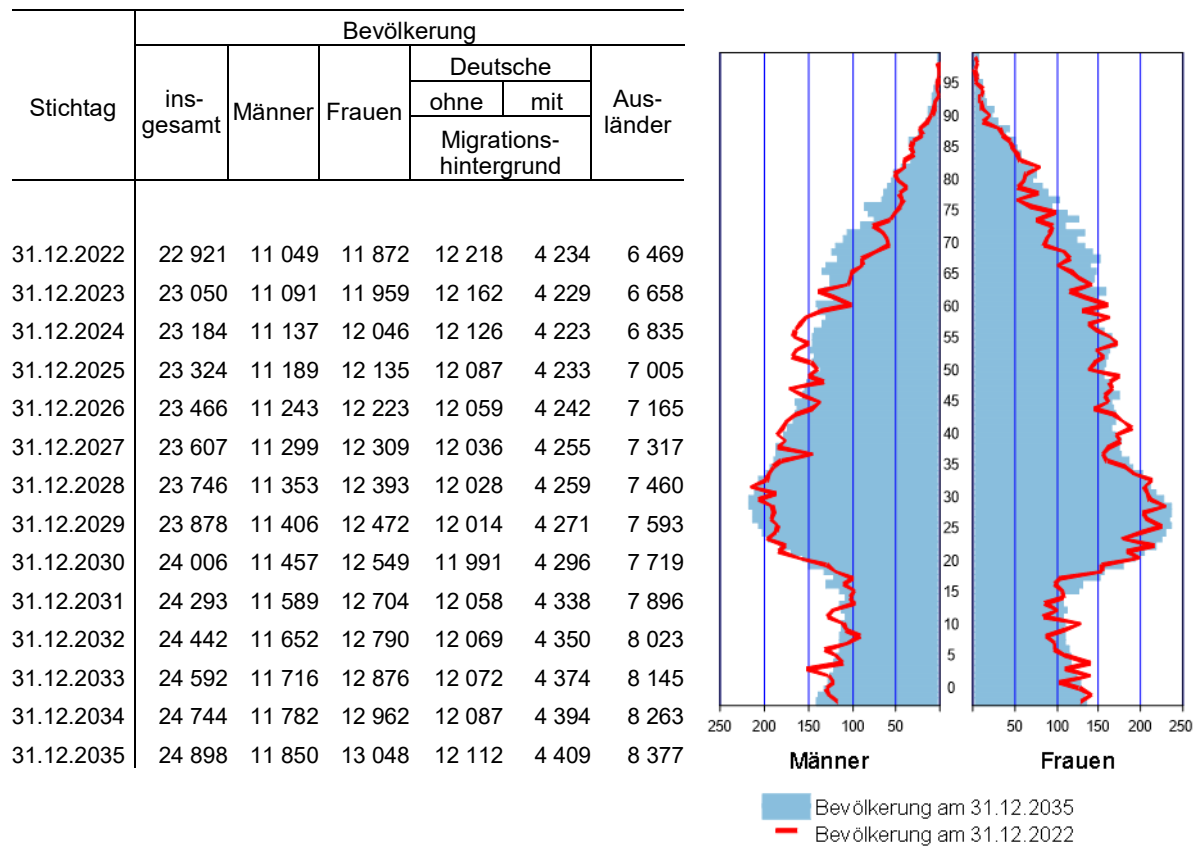 Bevölkerung
Deutsche
Stichtag ins- Männer Frauen ohne mit Aus-
gesamt länder
Migrations-
hintergrund
31.12.2022 22 921 11 049 11 872 12 218 4 234 6 469
31.12.2023 23 050 11 091 11 959 12 162 4 229 6 658
31.12.2024 23 184 11 137 12 046 12 126 4 223 6 835
31.12.2025 23 324 11 189 12 135 12 087 4 233 7 005
31.12.2026 23 466 11 243 12 223 12 059 4 242 7 165
31.12.2027 23 607 11 299 12 309 12 036 4 255 7 317
31.12.2028 23 746 11 353 12 393 12 028 4 259 7 460
31.12.2029 23 878 11 406 12 472 12 014 4 271 7 593
31.12.2030 24 006 11 457 12 549 11 991 4 296 7 719
31.12.2031 24 293 11 589 12 704 12 058 4 338 7 896
31.12.2032 24 442 11 652 12 790 12 069 4 350 8 023
31.12.2033 24 592 11 716 12 876 12 072 4 374 8 145
31.12.2034 24 744 11 782 12 962 12 087 4 394 8 263
31.12.2035 24 898 11 850 13 048 12 112 4 409 8 377
95
90
85
80
75
70
65
60
55
50
45
40
35
30
25
20
15
10
5
0
250 200 150 100 50 50 100 150 200 250
Männer Frauen
Bevölkerung am 31.12.2035
Bevölkerung am 31.12.2022